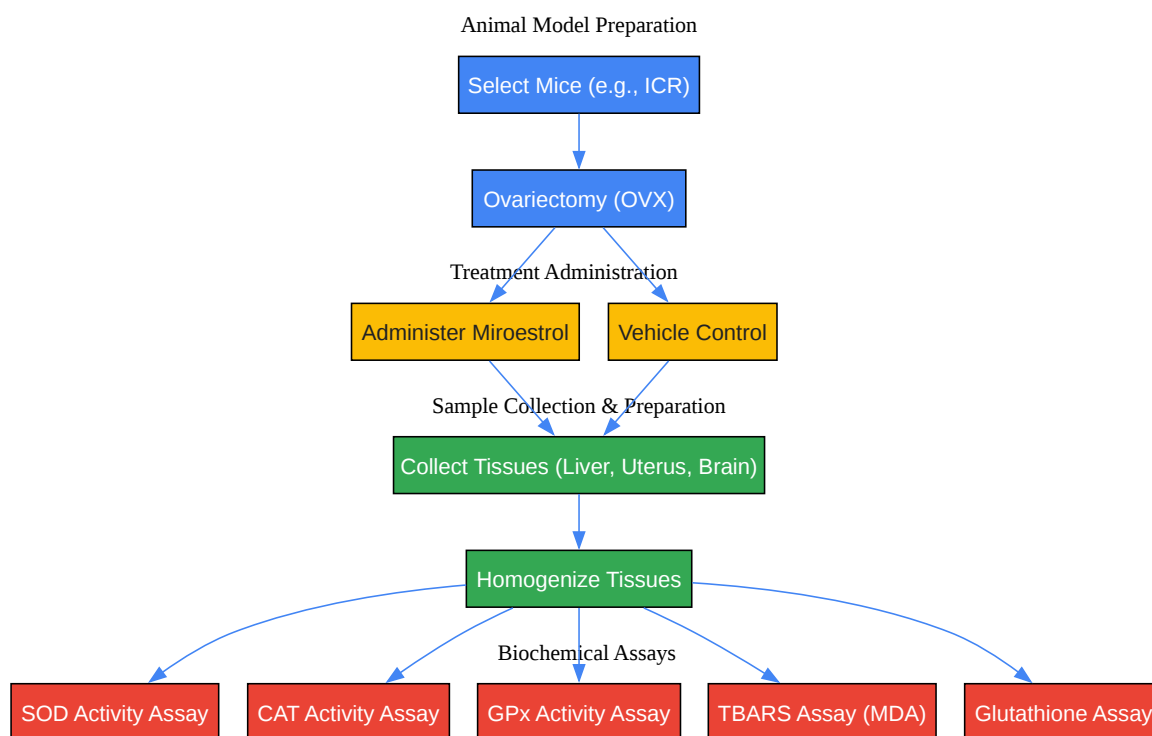 Animal Model Preparation
Select Mice (e.g., ICR)
Ovariectomy (OVX)
Treatment Administration
Administer Miroestrol
Vehicle Control
Sample Collection & Preparation
Collect Tissues (Liver, Uterus, Brain)
Homogenize Tissues
Biochemical Assays
SOD Activity Assay
CAT Activity Assay
GPx Activity Assay
TBARS Assay (MDA)
Glutathione Assay